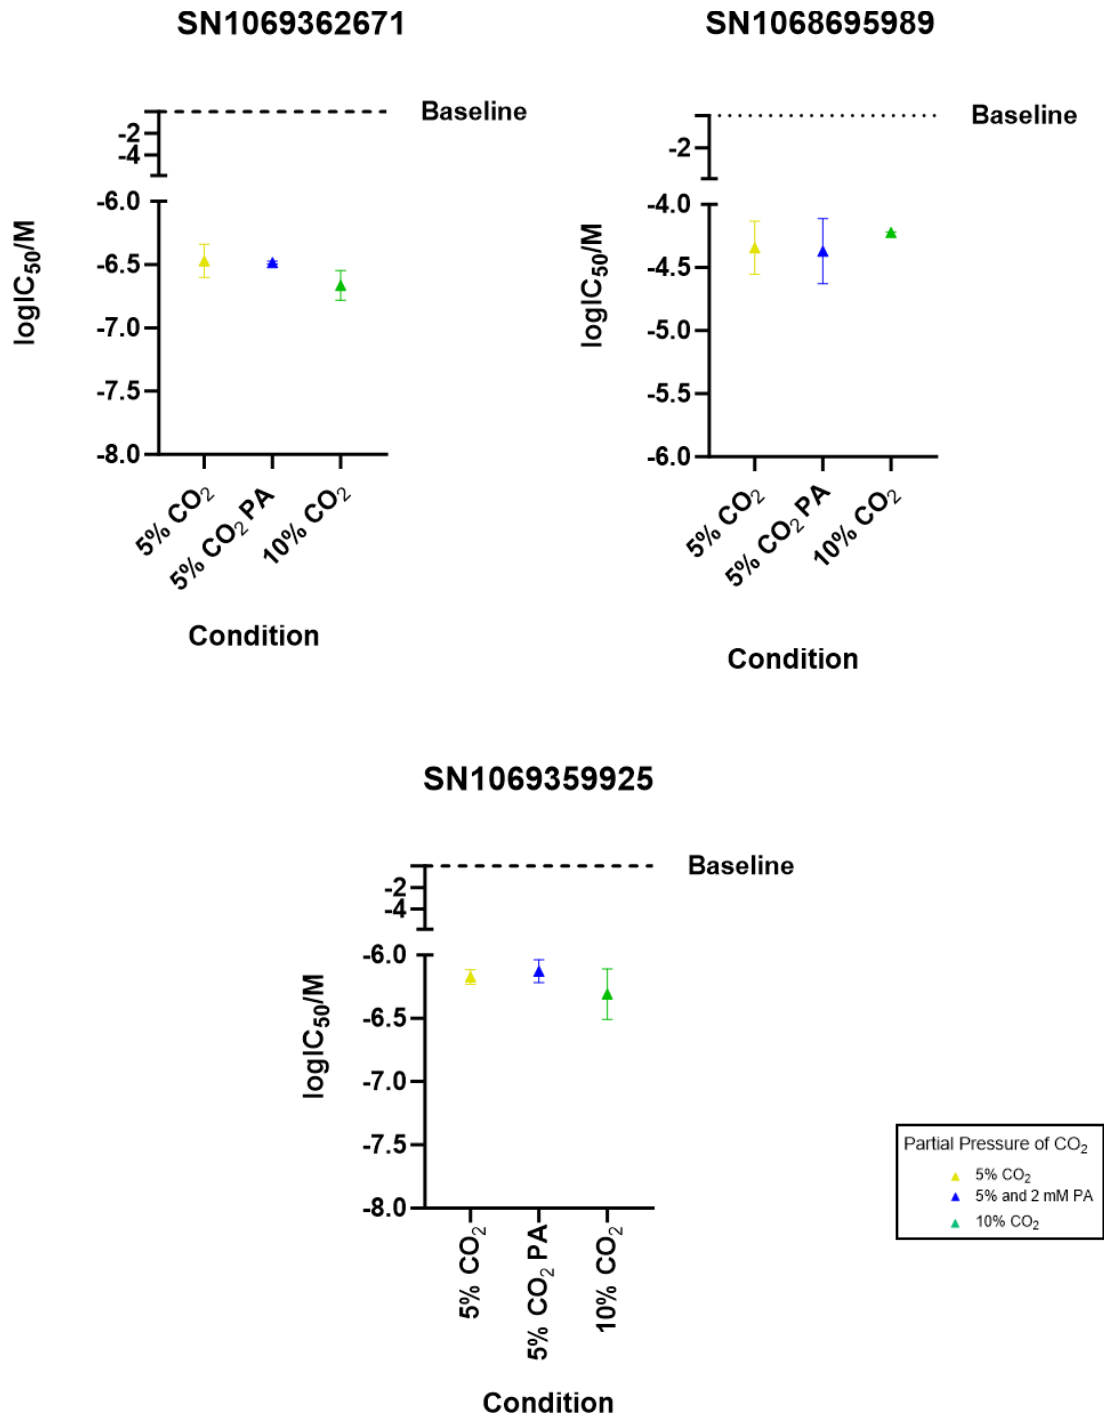 SN1069362671
Baseline
-2
-4
-6.0
-6.5
-7.0
-7.5
-8.0
logIC₅₀/M
5% CO₂
5% CO₂ PA
10% CO₂
Condition
SN1068695989
Baseline
-2
-4.0
-4.5
-5.0
-5.5
-6.0
logIC₅₀/M
5% CO₂
5% CO₂ PA
10% CO₂
Condition
SN1069359925
Baseline
-2
-4
-6.0
-6.5
-7.0
-7.5
-8.0
logIC₅₀/M
5% CO₂
5% CO₂ PA
10% CO₂
Condition
Partial Pressure of CO₂
5% CO₂
5% and 2 mM PA
10% CO₂